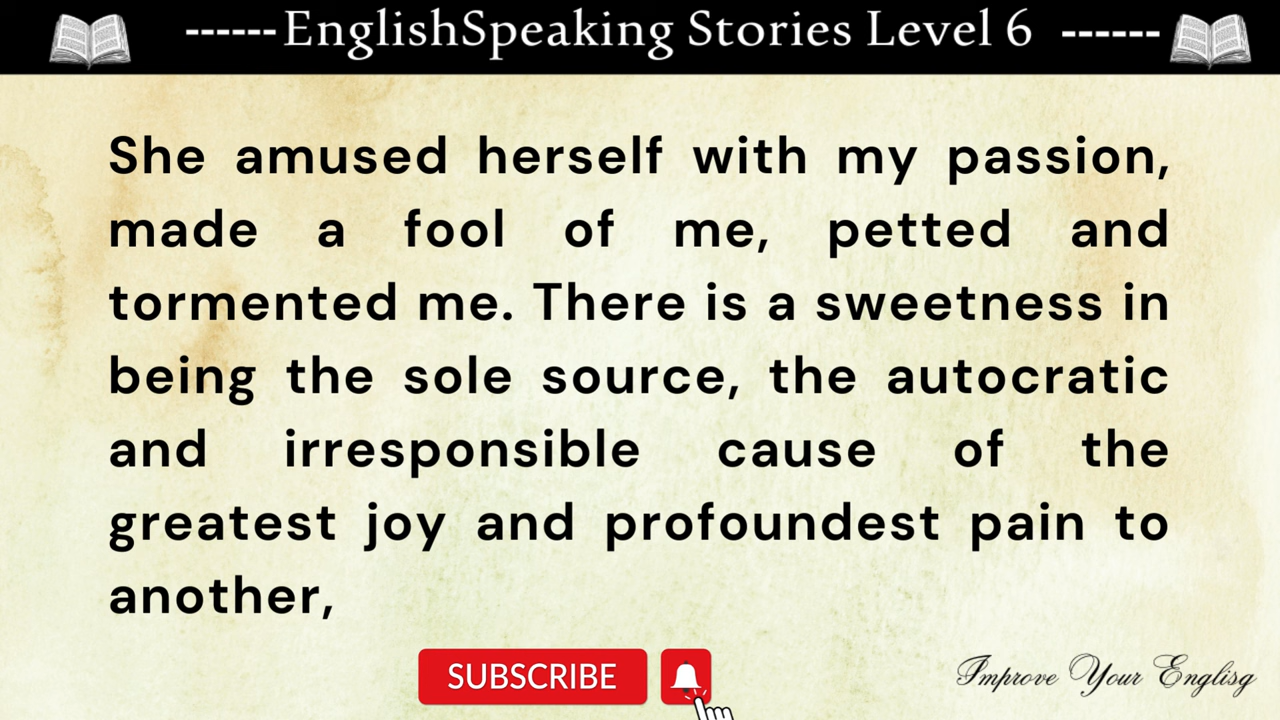 ------EnglishSpeaking Stories Level 6 ------
She amused herself with my passion,
made a fool of me, petted and
tormented me. There is a sweetness in
being the sole source, the autocratic
and irresponsible cause of the
greatest joy and profoundest pain to
another,
SUBSCRIBE
Improve Your Englisg